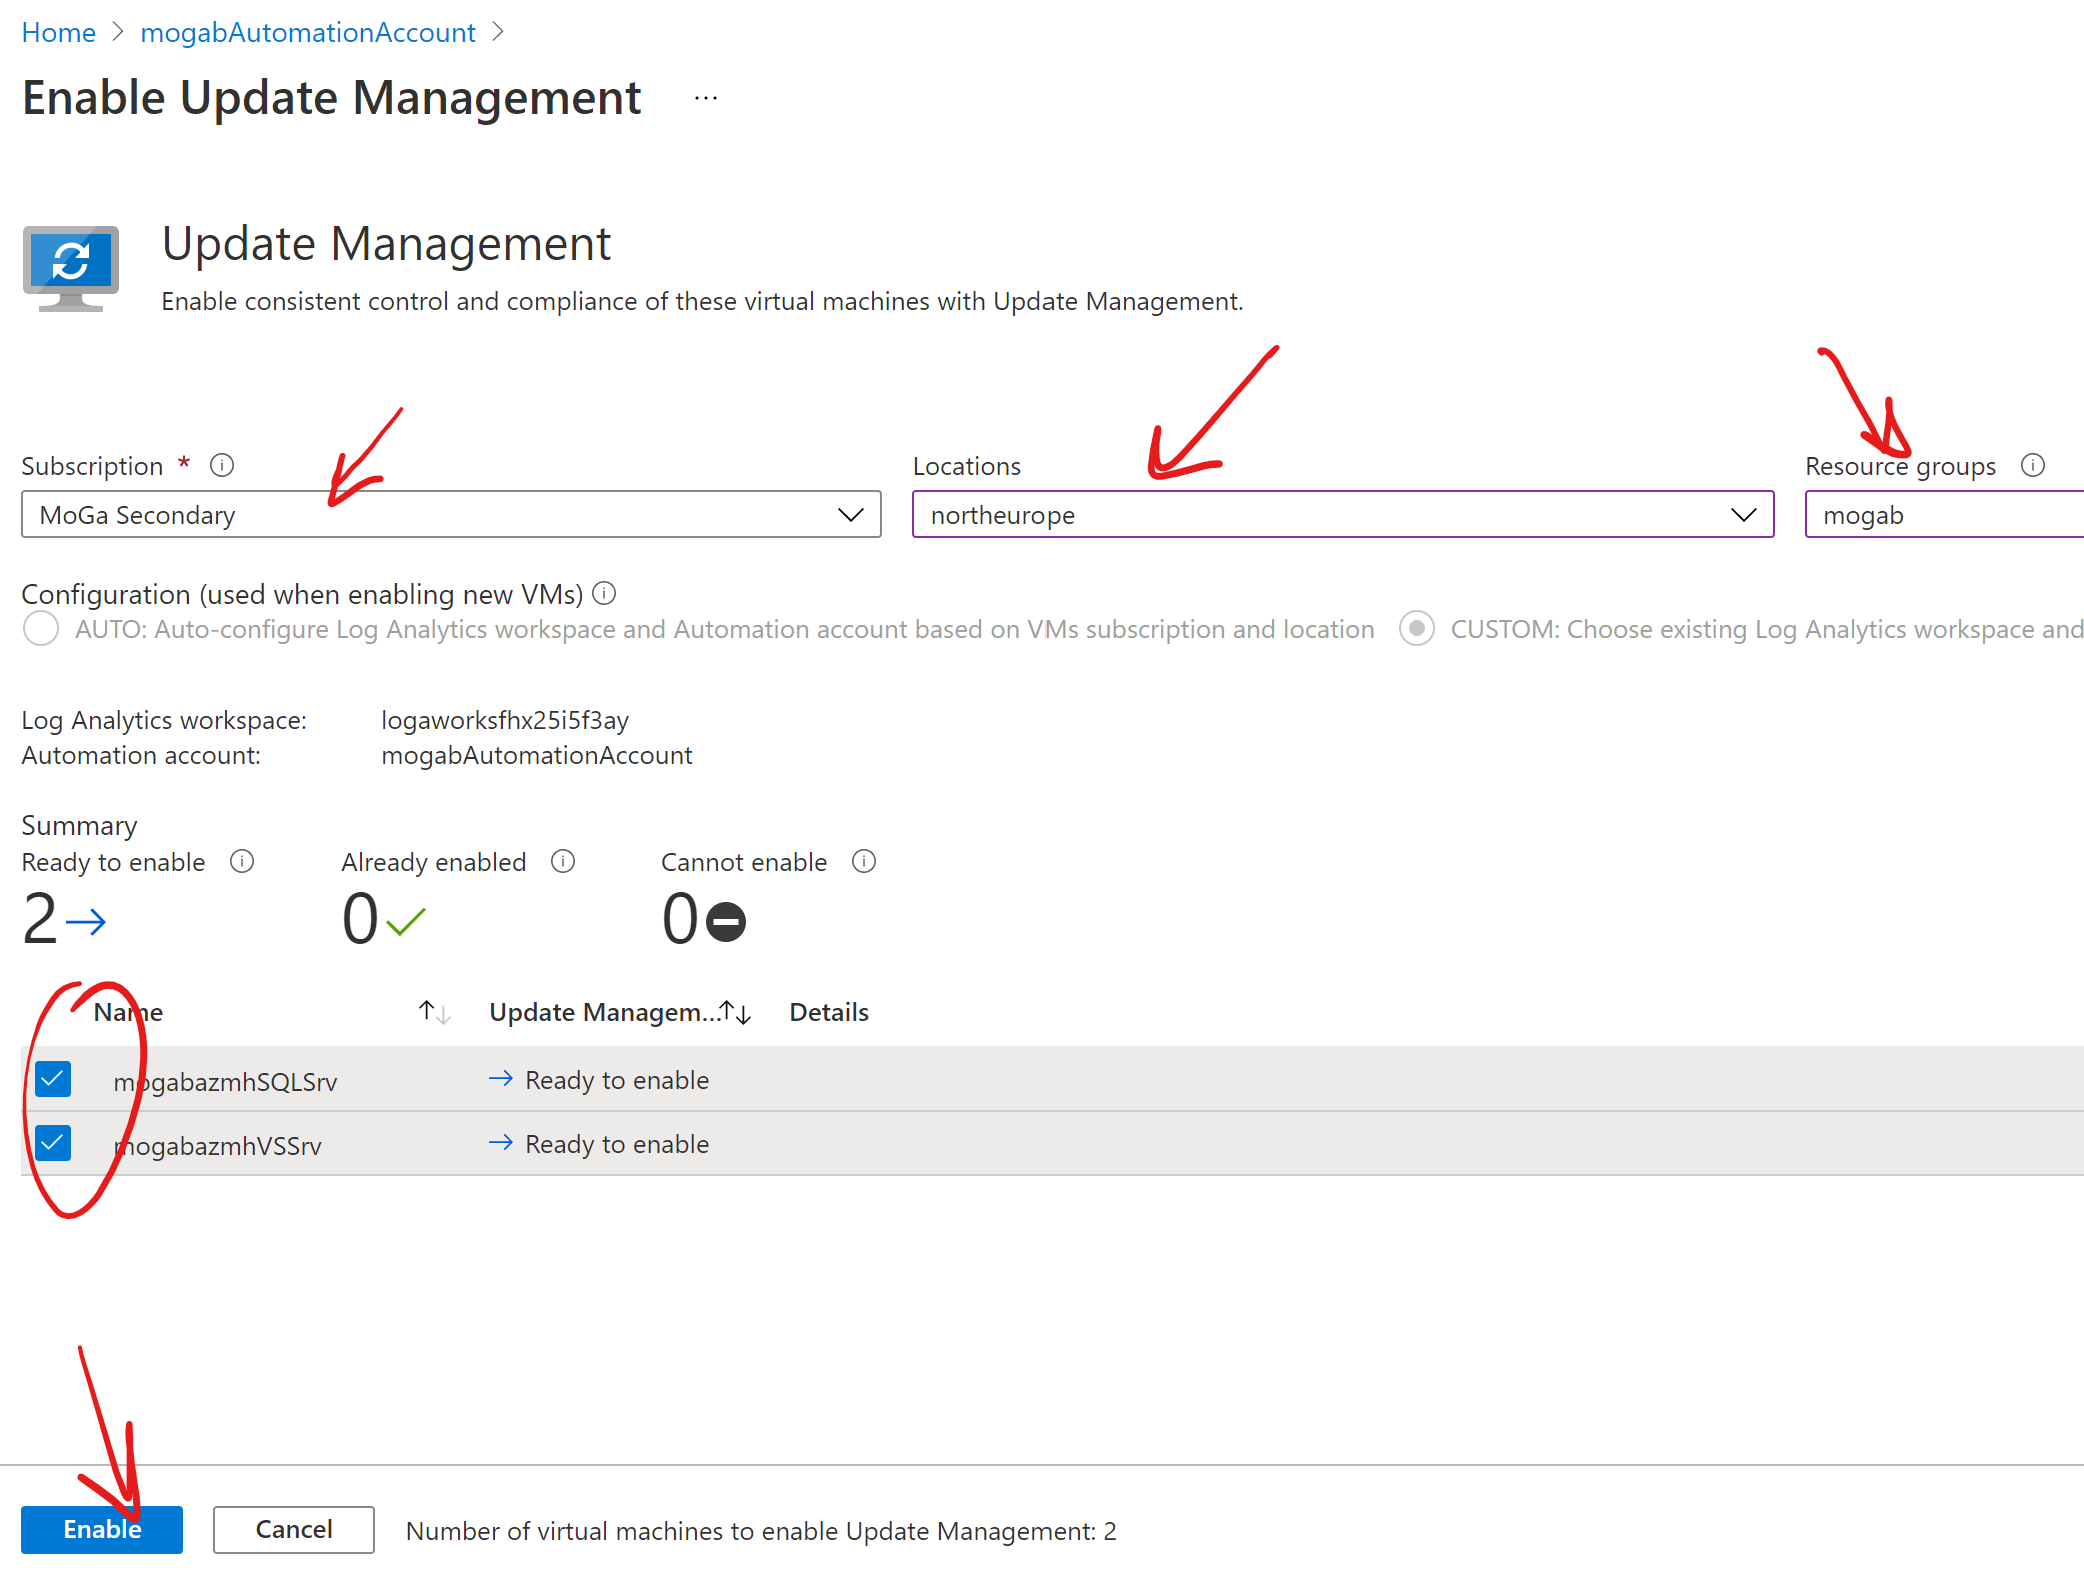 Home > mogabAutomationAccount >
Enable Update Management ...
Update Management
Enable consistent control and compliance of these virtual machines with Update Management.
Subscription * Locations Resource groups
MoGa Secondary northeurope mogab
Configuration (used when enabling new VMs)
AUTO: Auto-configure Log Analytics workspace and Automation account based on VMs subscription and location CUSTOM: Choose existing Log Analytics workspace and
Log Analytics workspace: logaworksfhx25i5f3ay
Automation account: mogabAutomationAccount
Summary
Ready to enable Already enabled Cannot enable
2 0 0
Name Update Managem... Details
mogabazmhSQLSrv Ready to enable
mogabazmhVSSrv Ready to enable
Enable Cancel Number of virtual machines to enable Update Management: 2